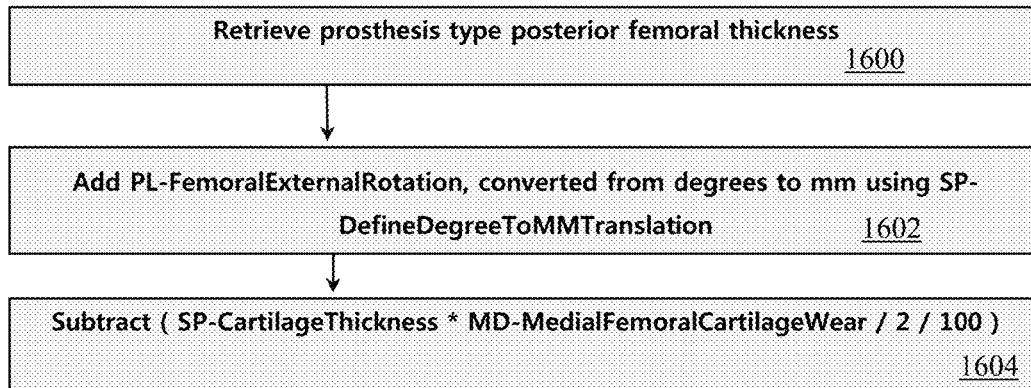 Retrieve prosthesis type posterior femoral thickness
1600
Add PL-FemoralExternalRotation, converted from degrees to mm using SP-
DefineDegreeToMMTranslation 1602
Subtract ( SP-CartilageThickness * MD-MedialFemoralCartilageWear / 2 / 100 )
1604